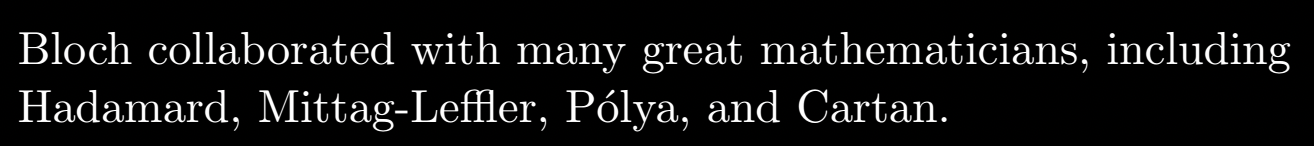 Bloch collaborated with many great mathematicians, including
Hadamard, Mittag-Leffler, Pólya, and Cartan.